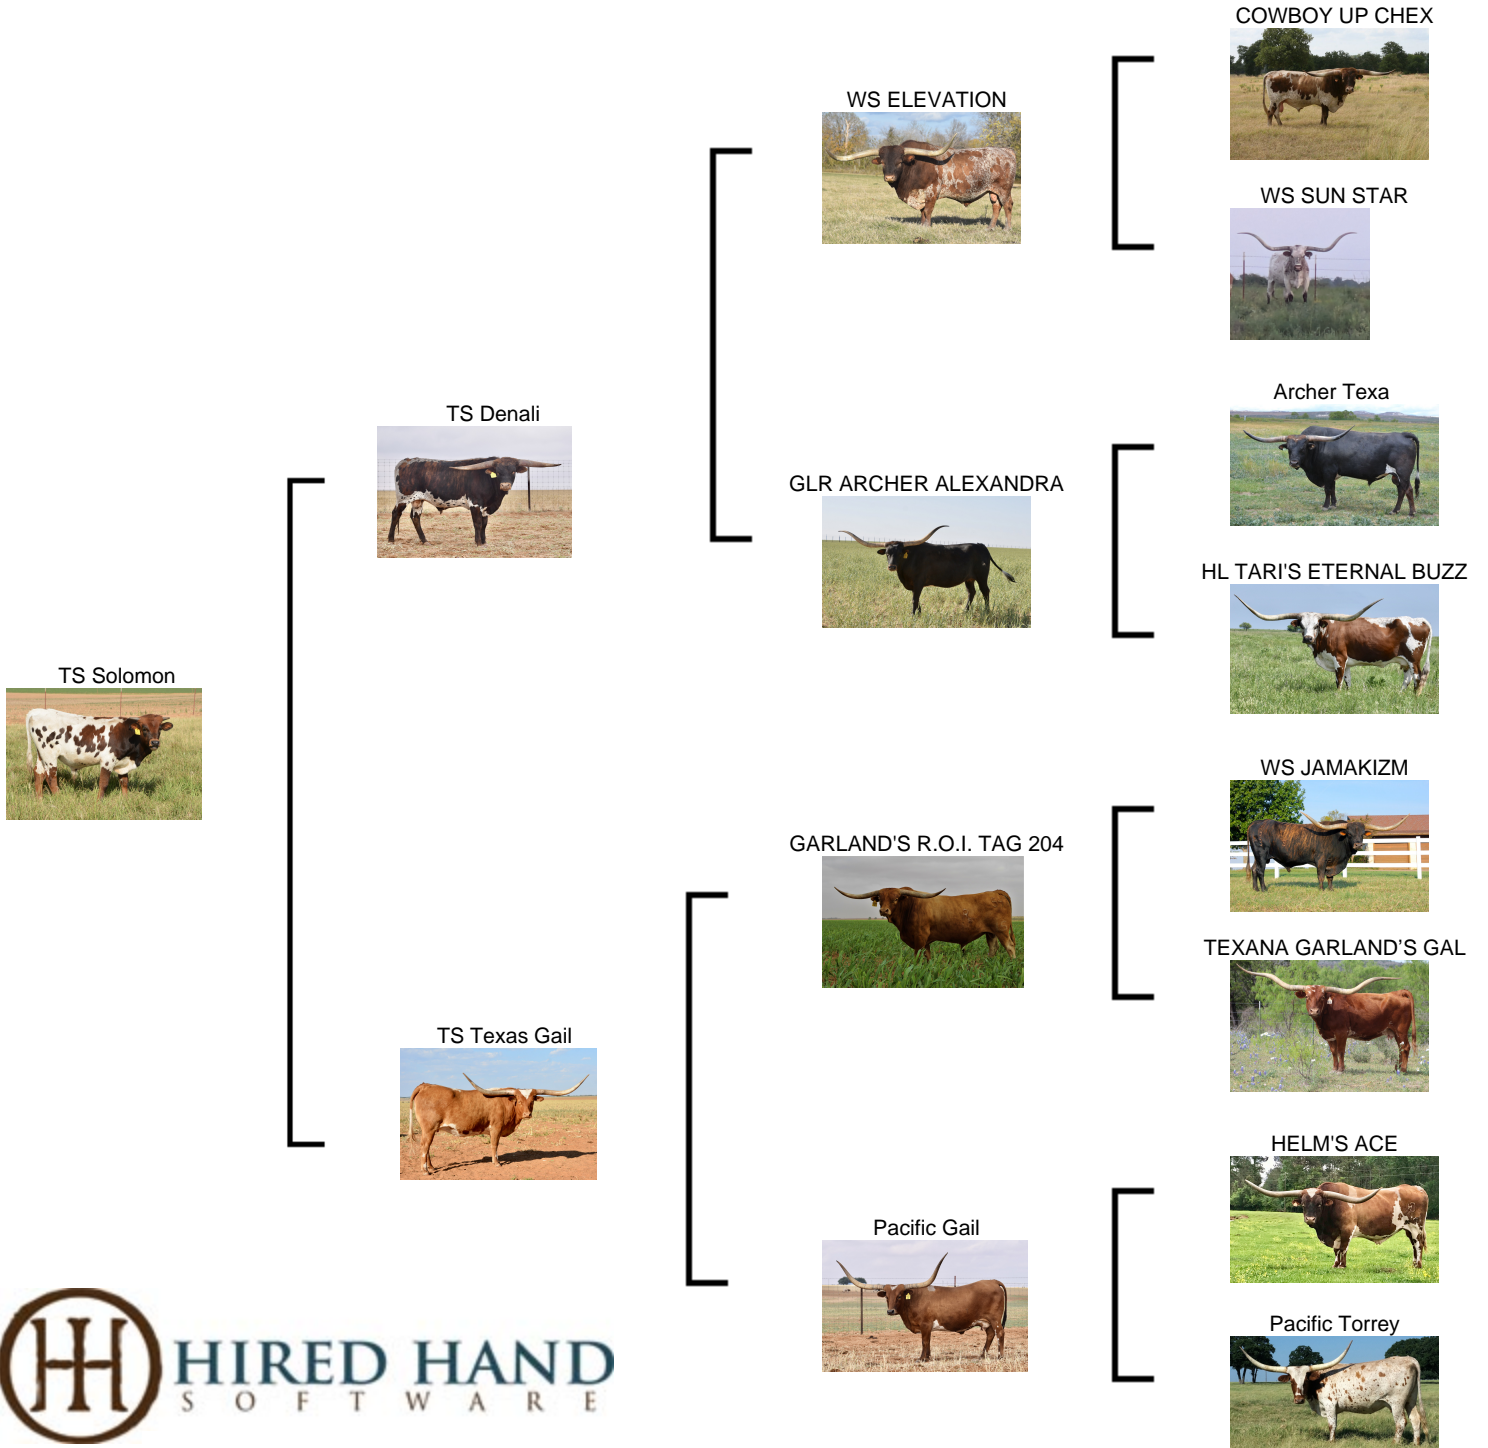 COWBOY UP CHEX
WS ELEVATION
WS SUN STAR
Archer Texa
TS Denali
GLR ARCHER ALEXANDRA
HL TARI'S ETERNAL BUZZ
TS Solomon
WS JAMAKIZM
GARLAND'S R.O.I. TAG 204
TEXANA GARLAND'S GAL
TS Texas Gail
HELM'S ACE
Pacific Gail
Pacific Torrey
HIRED HAND
SOFTWARE